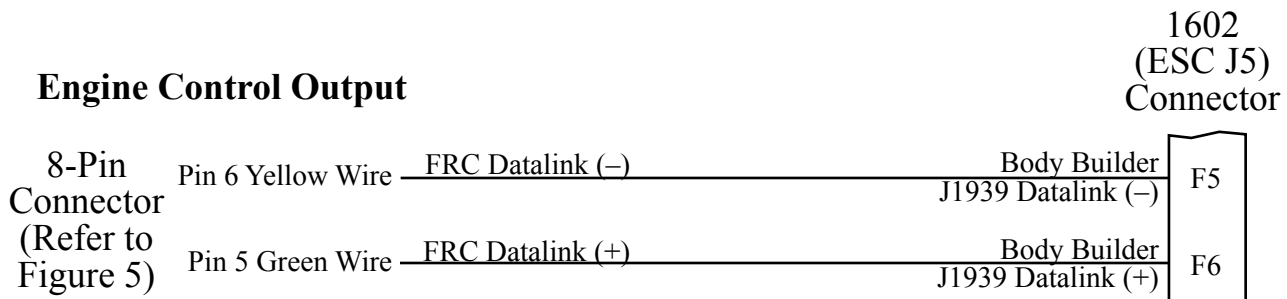 1602
(ESC J5)
Connector
Engine Control Output
8-Pin
Connector
(Refer to
Figure 5)
Pin 6 Yellow Wire
FRC Datalink (–)
Body Builder
J1939 Datalink (–)
F5
Pin 5 Green Wire
FRC Datalink (+)
Body Builder
J1939 Datalink (+)
F6